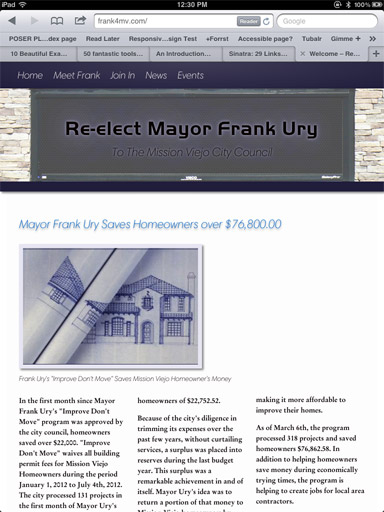 iPad 12:30 PM 100%
frank4mv.com/ Reader Google
POSER PL...dex page Read Later Responsiv...sign Test +Forrst Accessible page? Tubair Gimme
10 Beautiful Exa... 50 fantastic tools... An Introduction... Sinatra: 29 Links... Welcome – Re...
Home Meet Frank Join In News Events
Re-elect Mayor Frank Ury
To The Mission Viejo City Council
Mayor Frank Ury Saves Homeowners over $76,800.00
Frank Ury's "Improve Don't Move" Saves Mission Viejo Homeowner's Money
In the first month since Mayor
Frank Ury's "Improve Don't
Move" program was approved by
the city council, homeowners
saved over $22,000. "Improve
Don't Move" waives all building
permit fees for Mission Viejo
Homeowners during the period
January 1, 2012 to July 4th, 2012.
The city processed 131 projects in
the first month of Mayor Ury's
homeowners of $22,752.52.
Because of the city's diligence in
trimming its expenses over the
past few years, without curtailing
services, a surplus was placed into
reserves during the last budget
year. This surplus was a
remarkable achievement in and of
itself. Mayor Ury's idea was to
return a portion of that money to
making it more affordable to
improve their homes.
As of March 6th, the program
processed 318 projects and saved
homeowners $76,862.58. In
addition to helping homeowners
save money during economically
trying times, the program is
helping to create jobs for local area
contractors.